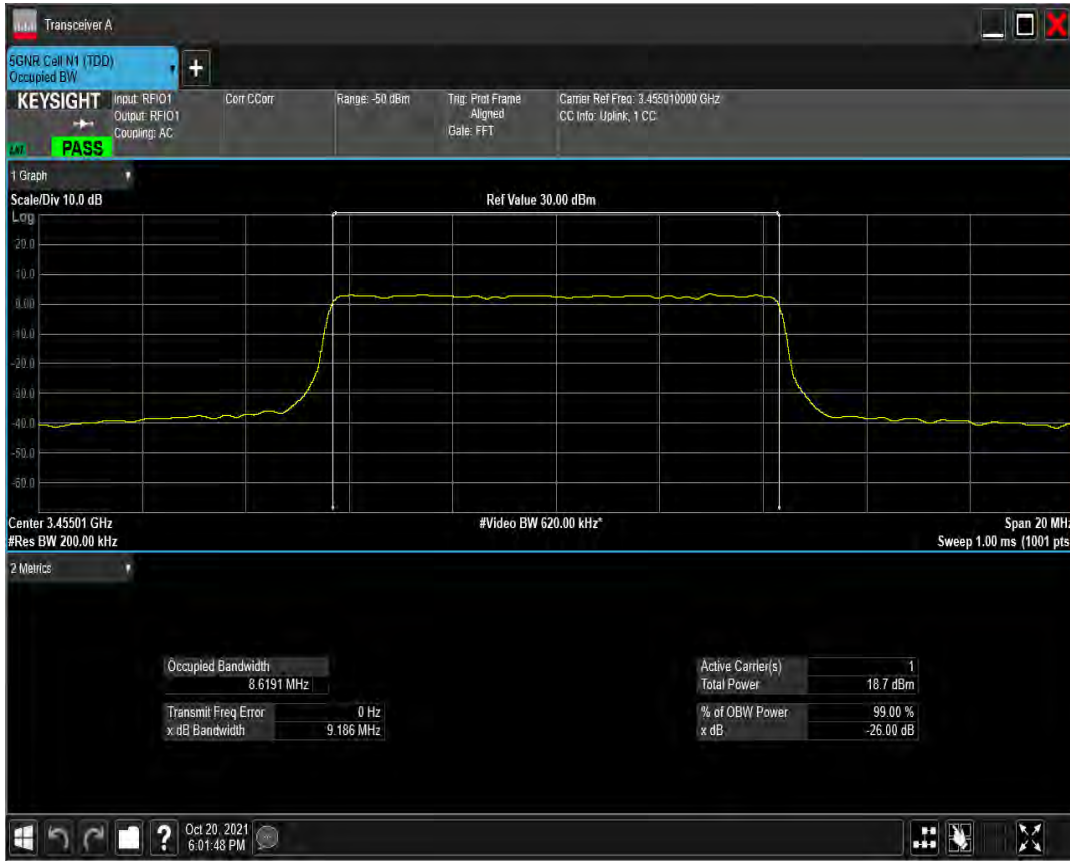 Transceiver A
5GNR Cell N1 (TDD)
Occupied BW
+
KEYSIGHT
PASS
Input: RFIO1
Output: RFIO1
Coupling: AC
Corr CCorr
Range: -50 dBm
Trig: Prot Frame
Aligned
Gate: FFT
Carrier Ref Freq: 3.455010000 GHz
CC Info: Uplink, 1 CC
1 Graph
Scale/Div 10.0 dB
Ref Value 30.00 dBm
Log
20.0
10.0
0.00
-10.0
-20.0
-30.0
-40.0
-50.0
-60.0
Center 3.45501 GHz
#Video BW 620.00 kHz*
Span 20 MHz
#Res BW 200.00 kHz
Sweep 1.00 ms (1001 pts
2 Metrics
Occupied Bandwidth
8.6191 MHz
Transmit Freq Error 0 Hz
x dB Bandwidth 9.186 MHz
Active Carrier(s) 1
Total Power 18.7 dBm
% of OBW Power 99.00 %
x dB -26.00 dB
?
Oct 20, 2021
6:01:48 PM